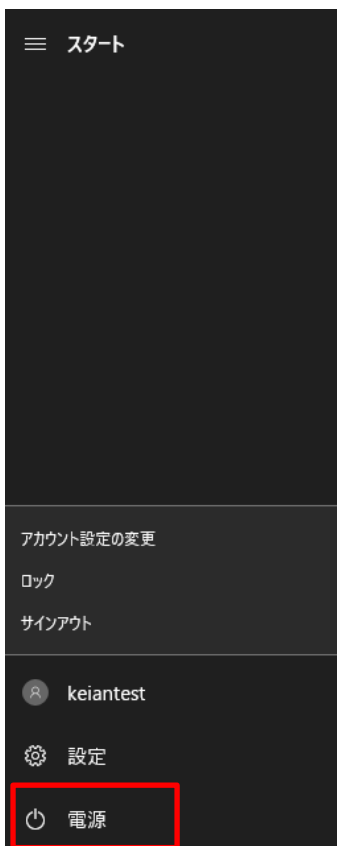 スタート
アカウント設定の変更
ロック
サインアウト
keiantest
設定
電源